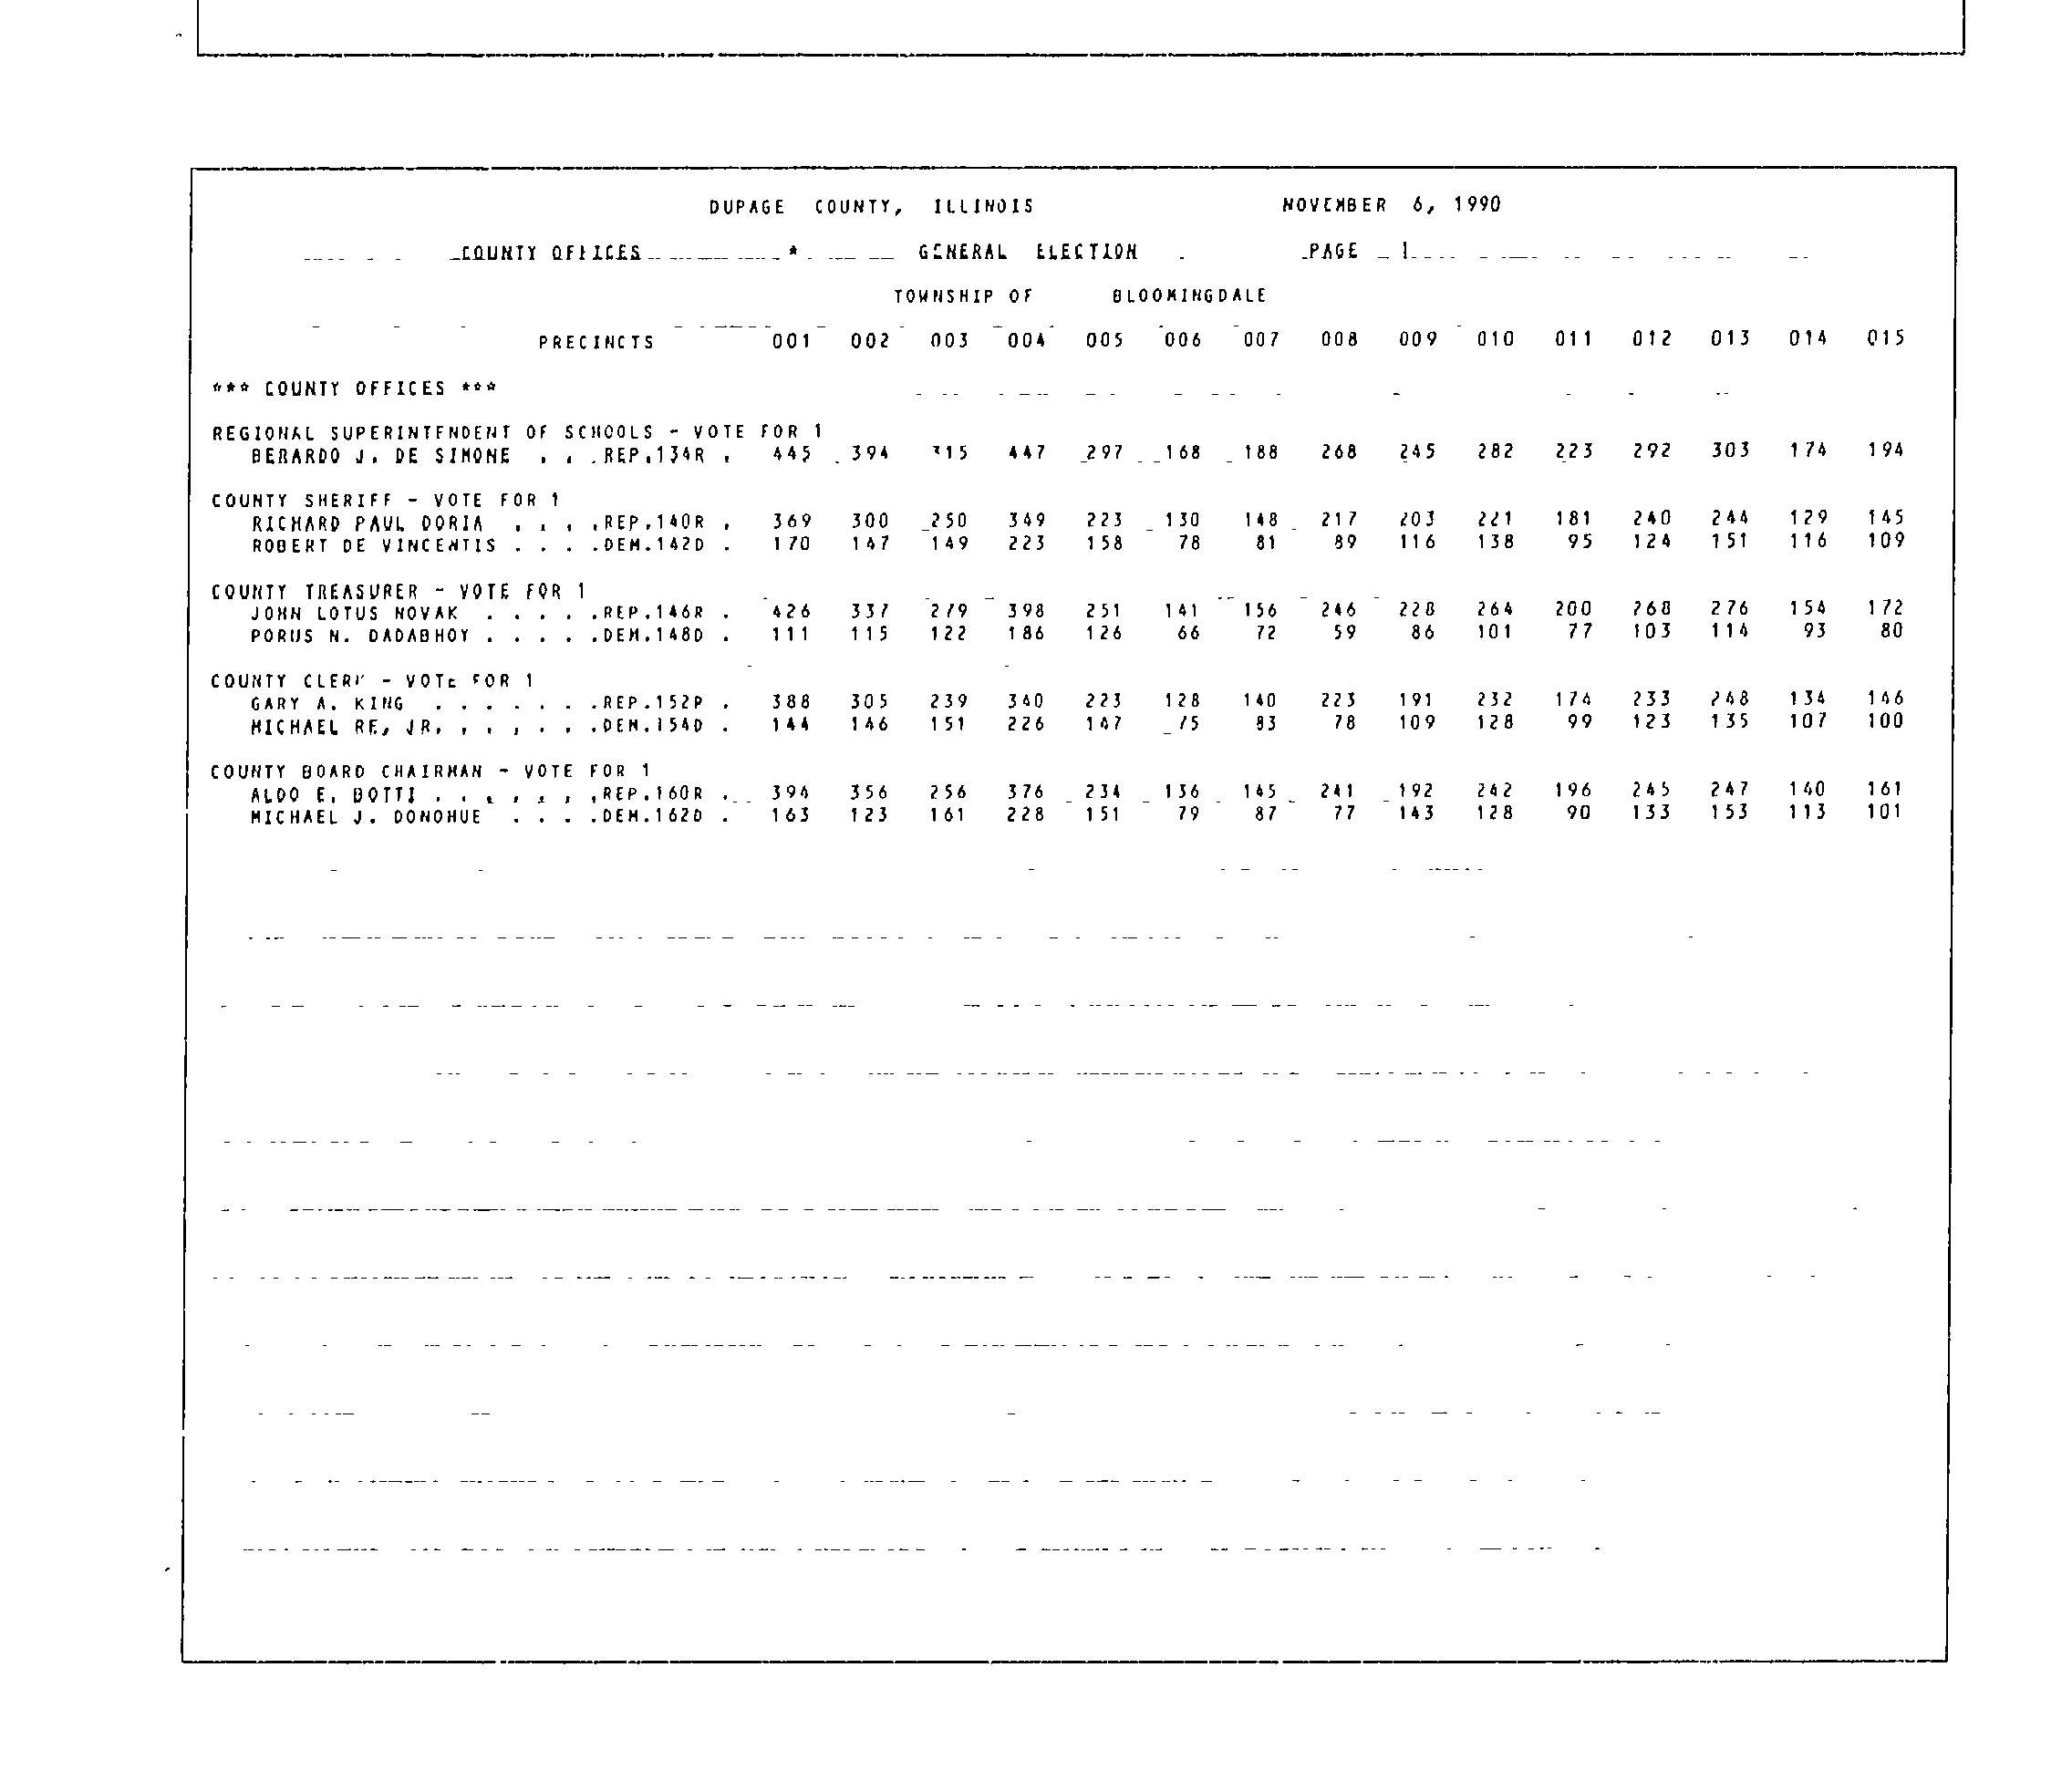 DUPAGE COUNTY, ILLINOIS NOVEMBER 6, 1990
COUNTY OFFICES * GENERAL ELECTION PAGE 1
TOWNSHIP OF BLOOMINGDALE
PRECINCTS 001 002 003 004 005 006 007 008 009 010 011 012 013 014 015
*** COUNTY OFFICES ***
REGIONAL SUPERINTENDENT OF SCHOOLS - VOTE FOR 1
BERARDO J. DE SIMONE . . .REP.134R . 445 394 315 447 297 168 188 268 245 282 223 292 303 174 194
COUNTY SHERIFF - VOTE FOR 1
RICHARD PAUL DORIA . . . .REP.140R . 369 300 250 349 223 130 148 217 203 221 181 240 244 129 145
ROBERT DE VINCENTIS . . . .DEM.142D . 170 147 149 223 158 78 81 89 116 138 95 124 151 116 109
COUNTY TREASURER - VOTE FOR 1
JOHN LOTUS NOVAK . . . . .REP.146R . 426 337 279 398 251 141 156 246 228 264 200 268 276 154 172
PORUS N. DADABHOY . . . . .DEM.148D . 111 115 122 186 126 66 72 59 86 101 77 103 114 93 80
COUNTY CLERK - VOTE FOR 1
GARY A. KING . . . . . . .REP.152R . 388 305 239 340 223 128 140 223 191 232 174 233 248 134 146
MICHAEL RE, JR. . . . . . .DEM.154D . 144 146 151 226 147 75 83 78 109 128 99 123 135 107 100
COUNTY BOARD CHAIRMAN - VOTE FOR 1
ALDO E. BOTTI . . . . . . .REP.160R . 394 356 256 376 234 136 145 241 192 242 196 245 247 140 161
MICHAEL J. DONOHUE . . . .DEM.162D . 163 123 161 228 151 79 87 77 143 128 90 133 153 113 101